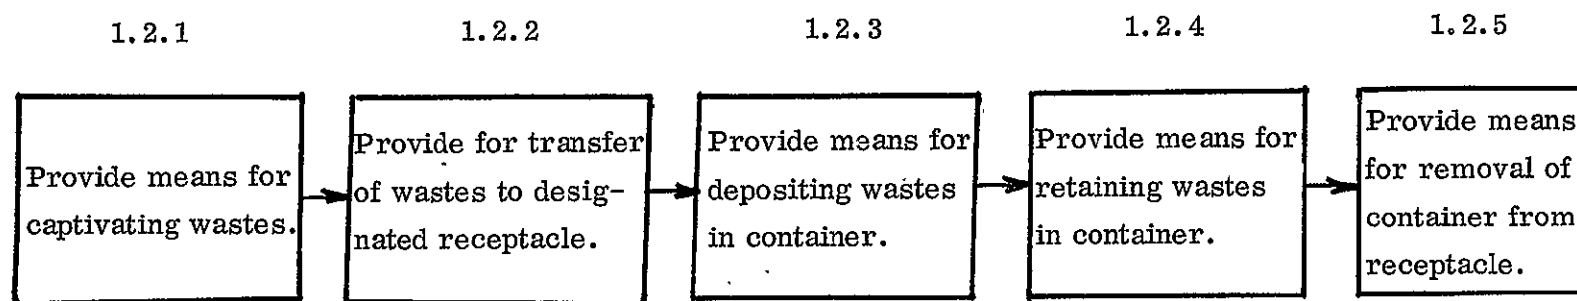 1.2.1 1.2.2 1.2.3 1.2.4 1.2.5
Provide means for
captivating wastes.
Provide for transfer
of wastes to desig-
nated receptacle.
Provide means for
depositing wastes
in container.
Provide means for
retaining wastes
in container.
Provide means
for removal of
container from
receptacle.